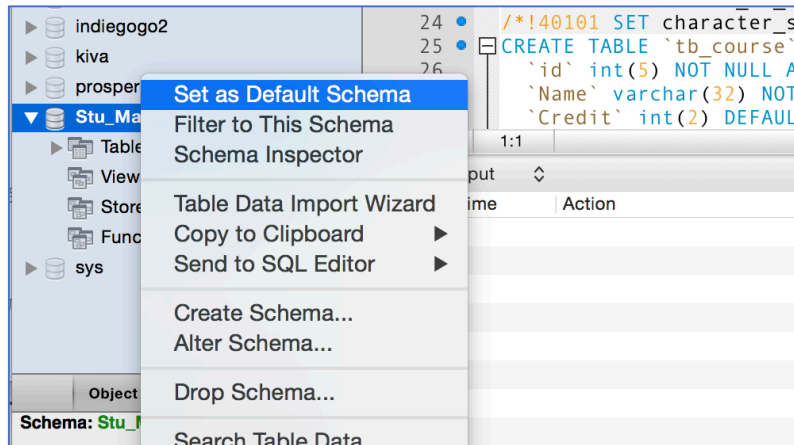 indiegogo2
kiva
prosper
Stu_Ma
Table
View
Store
Func
sys
Object
Schema: Stu_M
Set as Default Schema
Filter to This Schema
Schema Inspector
Table Data Import Wizard
Copy to Clipboard
Send to SQL Editor
Create Schema...
Alter Schema...
Drop Schema...
Search Table Data
24 /*!40101 SET character_s
25 CREATE TABLE `tb_course`
26 `id` int(5) NOT NULL A
`Name` varchar(32) NOT
`Credit` int(2) DEFAUL
1:1
put
ime Action